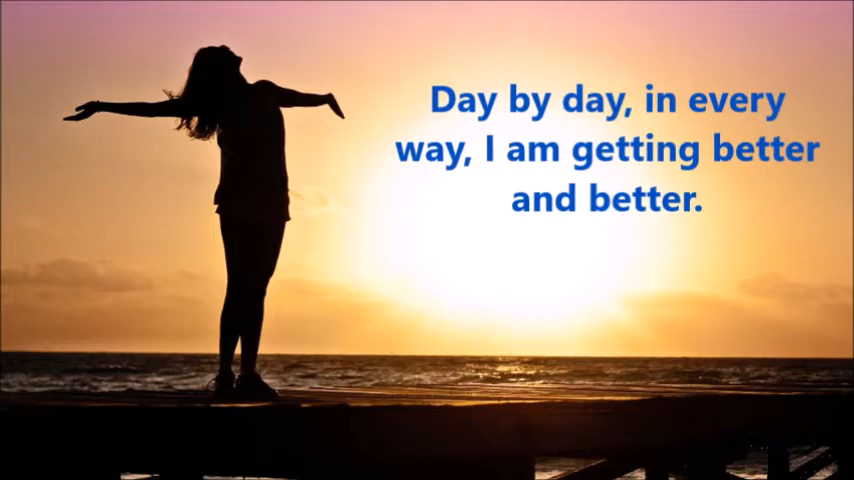 Day by day, in every
way, I am getting better
and better.